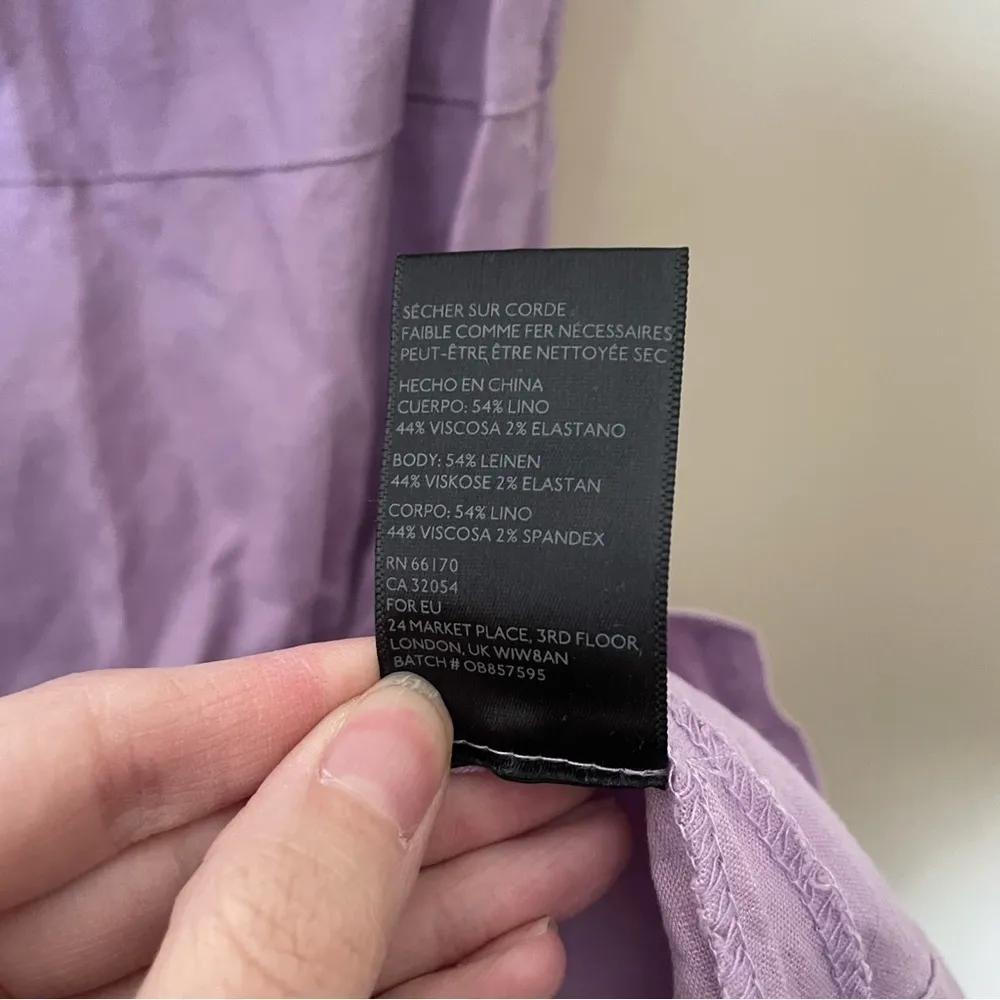 SÉCHER SUR CORDE
FAIBLE COMME FER NÉCESSAIRES
PEUT-ÊTRE ÊTRE NETTOYÉE SEC
HECHO EN CHINA
CUERPO: 54% LINO
44% VISCOSA 2% ELASTANO
BODY: 54% LEINEN
44% VISKOSE 2% ELASTAN
CORPO: 54% LINO
44% VISCOSA 2% SPANDEX
RN 66170
CA 32054
FOR EU
24 MARKET PLACE, 3RD FLOOR,
LONDON, UK W1W8AN
BATCH # OB857595